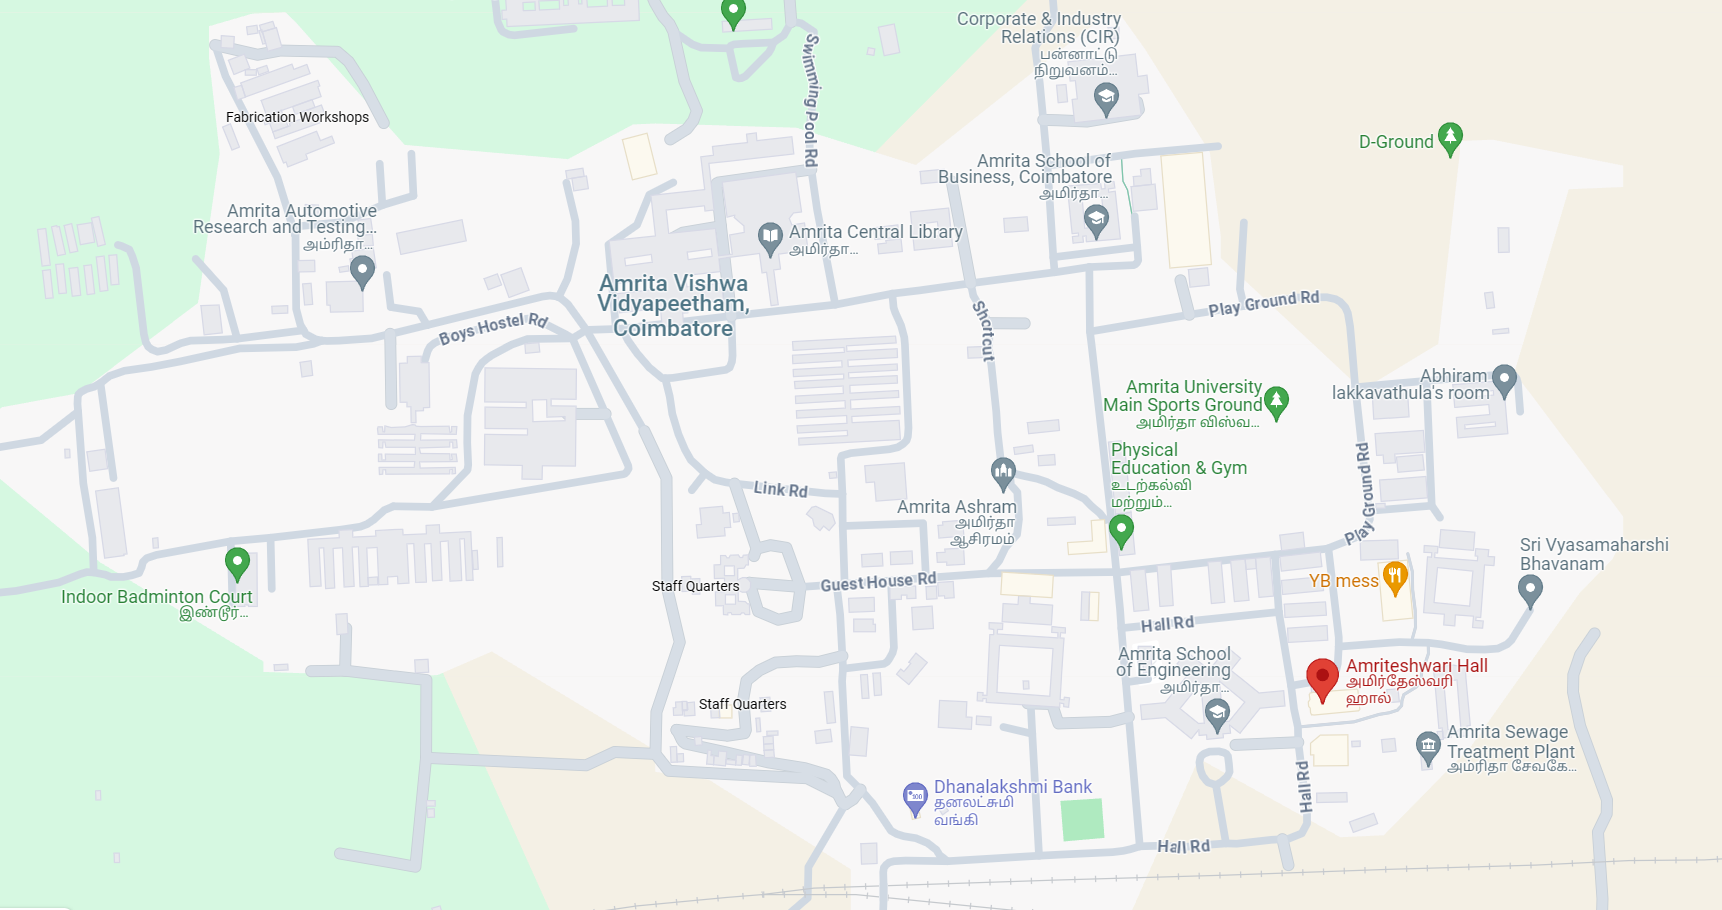 Corporate & Industry
Relations (CIR)
பன்னாட்டு
நிறுவனம்...
Swimming Pool Rd
Fabrication Workshops
D-Ground
Amrita School of
Business, Coimbatore
அமிர்தா...
Amrita Automotive
Research and Testing...
அம்ரிதா...
Amrita Central Library
அமிர்தா...
Amrita Vishwa
Vidyapeetham,
Coimbatore
Boys Hostel Rd
Shortcut
Play Ground Rd
Abhiram
lakkavathula's room
Amrita University
Main Sports Ground
அமிர்தா விஸ்வ...
Physical
Education & Gym
உடற்கல்வி
மற்றும்...
Link Rd
Amrita Ashram
அமிர்தா
ஆசிரமம்
Play Ground Rd
Sri Vyasamaharshi
Bhavanam
YB mess
Indoor Badminton Court
இண்டூர்...
Staff Quarters
Guest House Rd
Hall Rd
Amrita School
of Engineering
அமிர்தா...
Amriteshwari Hall
அமிர்தேஸ்வரி
ஹால்
Staff Quarters
Amrita Sewage
Treatment Plant
அம்ரிதா சேவகே...
Hall Rd
Dhanalakshmi Bank
தனலட்சுமி
வங்கி
Hall Rd